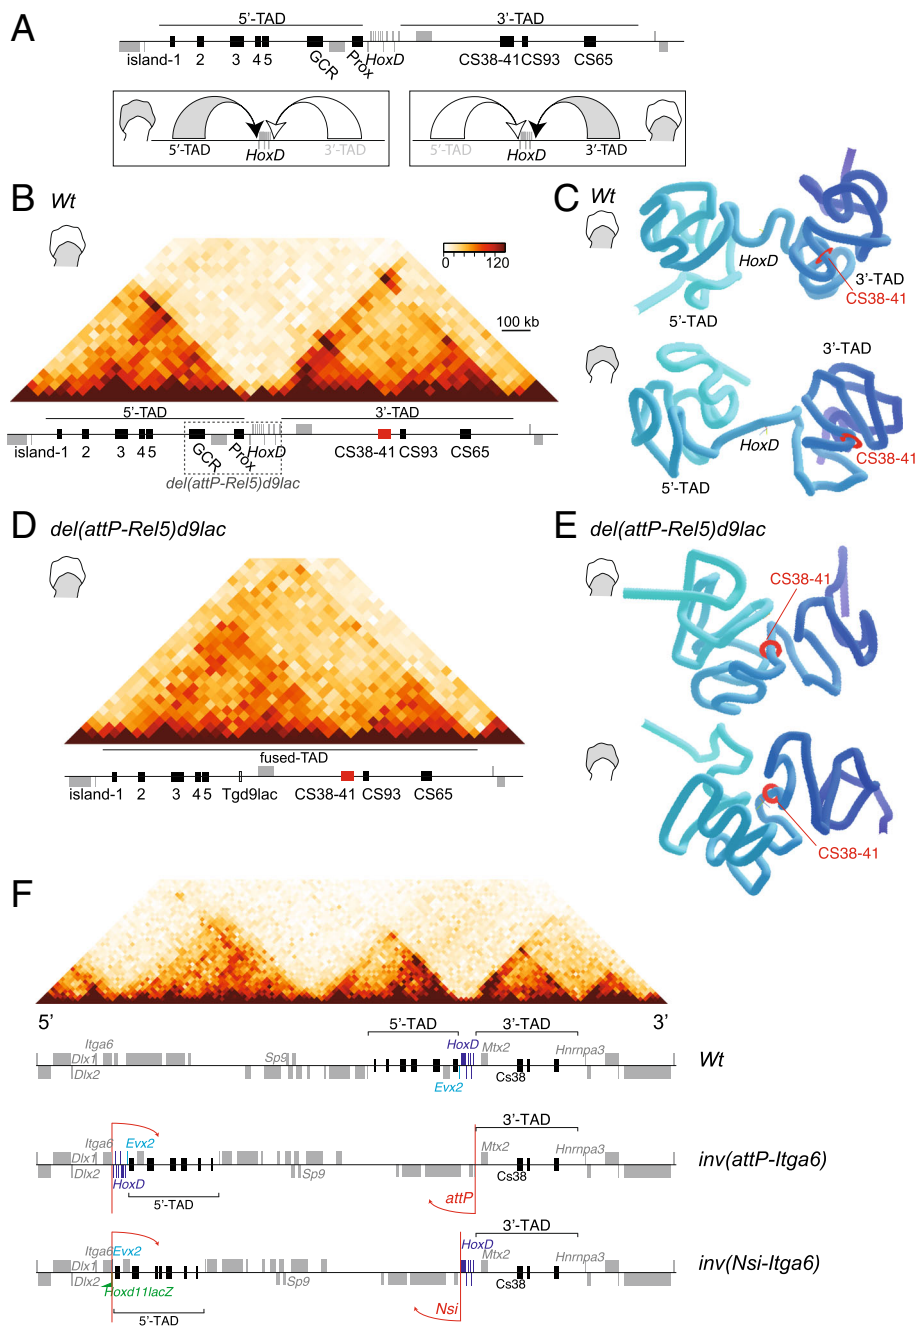 A
5'-TAD 3'-TAD
island-1 2 3 4 5 GCR Prox HoxD CS38-41 CS93 CS65
5'-TAD HoxD 3'-TAD
5'-TAD HoxD 3'-TAD
B Wt
0 120
100 kb
5'-TAD 3'-TAD
island-1 2 3 4 5 GCR Prox HoxD CS38-41 CS93 CS65
del(attP-Rel5)d9lac
C Wt
HoxD
3'-TAD
CS38-41
5'-TAD
3'-TAD
HoxD
CS38-41
5'-TAD
D del(attP-Rel5)d9lac
fused-TAD
island-1 2 3 4 5 Tgd9lac CS38-41 CS93 CS65
E del(attP-Rel5)d9lac
CS38-41
CS38-41
F
5' 3'
5'-TAD 3'-TAD
Itga6 HoxD
Dlx1 Sp9 Mtx2 Hnrnpa3 Wt
Dlx2 Evx2 Cs38
3'-TAD
Itga6 Evx2 Mtx2 Hnrnpa3
Dlx1 inv(attP-Itga6)
Dlx2 HoxD Sp9 Cs38
5'-TAD attP
3'-TAD
Itga6 Evx2 HoxD
Dlx1 Mtx2 Hnrnpa3 inv(Nsi-Itga6)
Dlx2 Sp9 Cs38
Hoxd11lacZ Nsi
5'-TAD